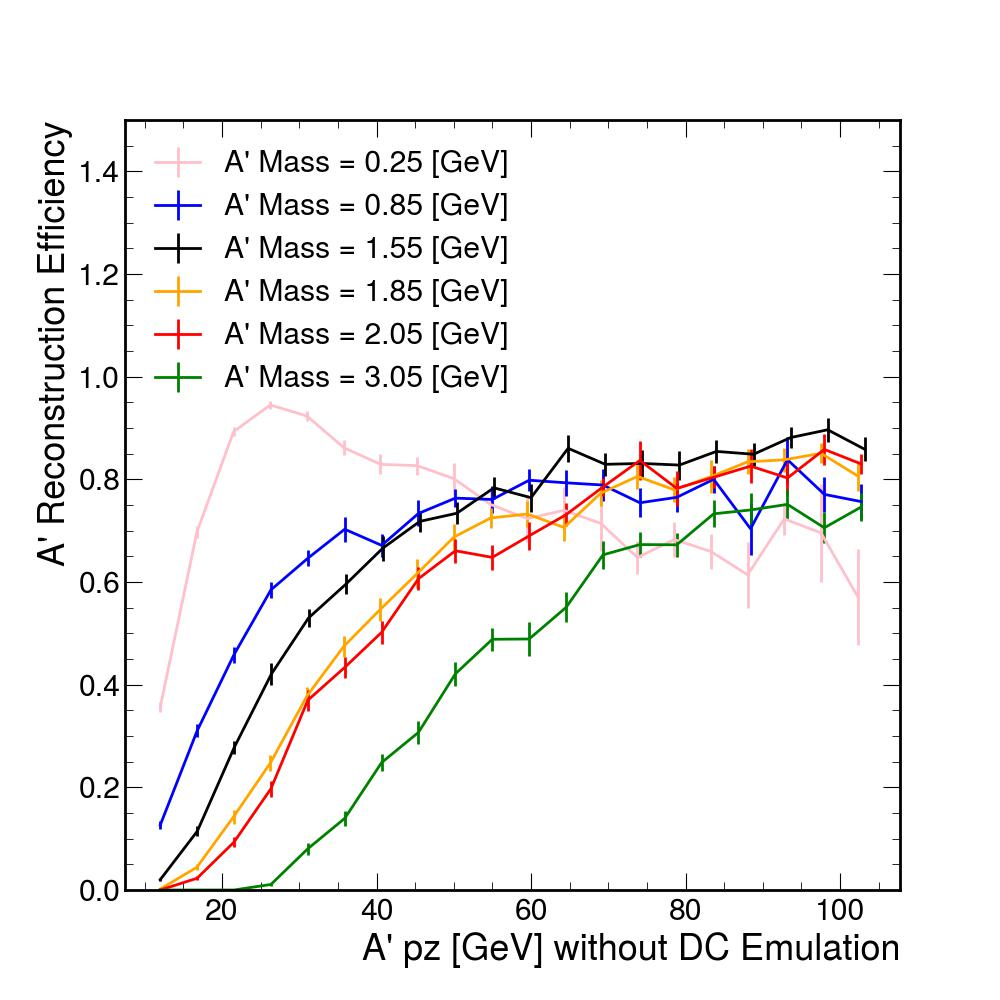 A' Reconstruction Efficiency
1.4
1.2
1.0
0.8
0.6
0.4
0.2
0.0
A' Mass = 0.25 [GeV]
A' Mass = 0.85 [GeV]
A' Mass = 1.55 [GeV]
A' Mass = 1.85 [GeV]
A' Mass = 2.05 [GeV]
A' Mass = 3.05 [GeV]
20 40 60 80 100
A' pz [GeV] without DC Emulation